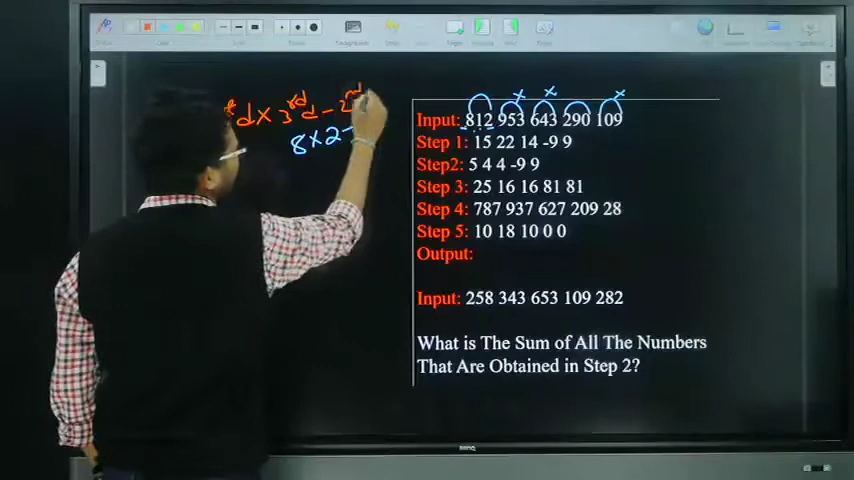 d x 3rd d - 2nd
8 x 2 -
Input: 812 953 643 290 109
Step 1: 15 22 14 -9 9
Step2: 5 4 4 -9 9
Step 3: 25 16 16 81 81
Step 4: 787 937 627 209 28
Step 5: 10 18 10 0 0
Output:
Input: 258 343 653 109 282
What is The Sum of All The Numbers
That Are Obtained in Step 2?
BenQ